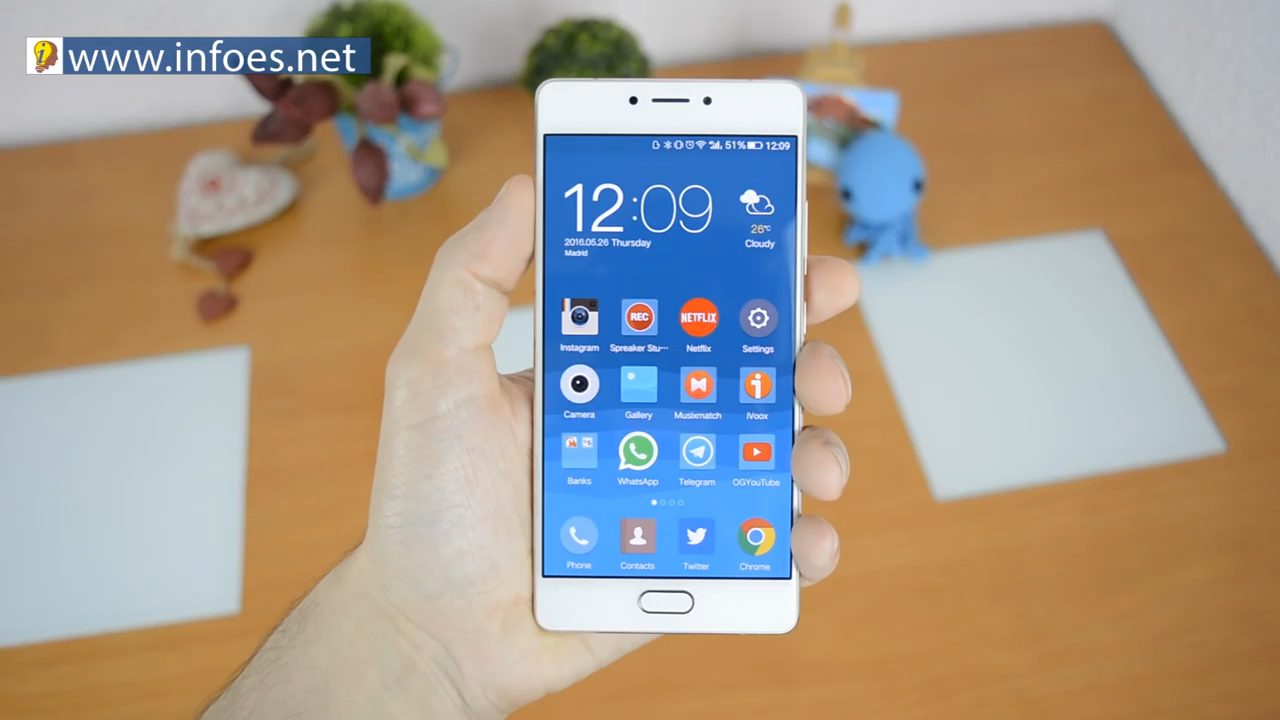 www.infoes.net
51% 12:09
12:09
2016.05.26 Thursday
Madrid
26°C
Cloudy
REC
NETFLIX
Instagram
Spreaker Stu...
Netflix
Settings
Camera
Gallery
Musixmatch
iVoox
Banks
WhatsApp
Telegram
OGYouTube
Phone
Contacts
Twitter
Chrome